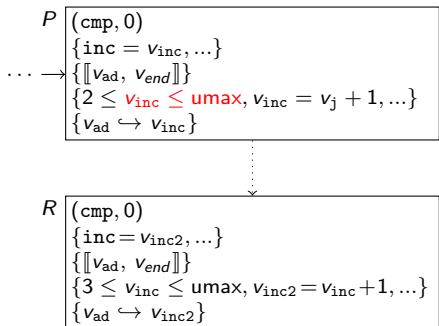 P (cmp, 0)
{inc = v_inc, ...}
··· → {⟦v_ad, v_end⟧}
{2 ≤ v_inc ≤ umax, v_inc = v_j + 1, ...}
{v_ad ↪ v_inc}
R (cmp, 0)
{inc = v_inc2, ...}
{⟦v_ad, v_end⟧}
{3 ≤ v_inc ≤ umax, v_inc2 = v_inc + 1, ...}
{v_ad ↪ v_inc2}